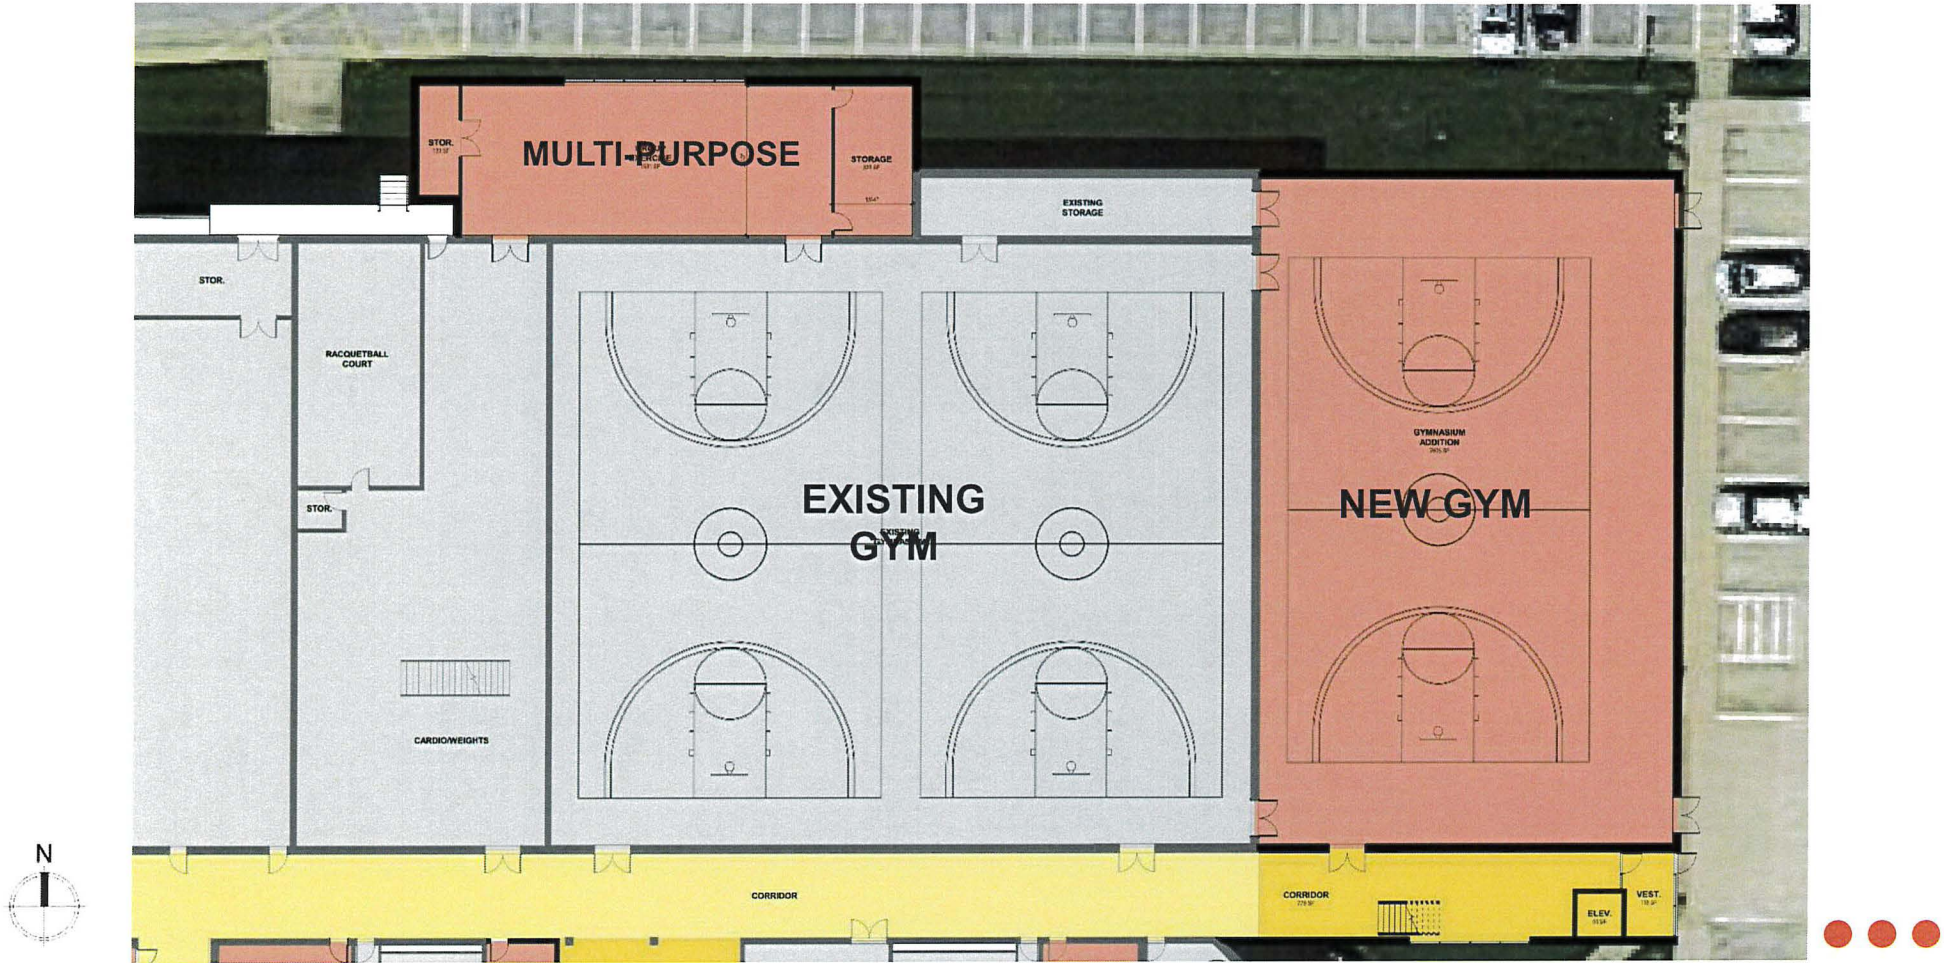 STOR.
MULTI-PURPOSE
STORAGE
EXISTING
STORAGE
STOR.
RACQUETBALL
COURT
STOR.
GYMNASIUM
ADDITION
EXISTING
GYM
NEW GYM
CARDIO/WEIGHTS
N
CORRIDOR
CORRIDOR
VEST.
ELEV.